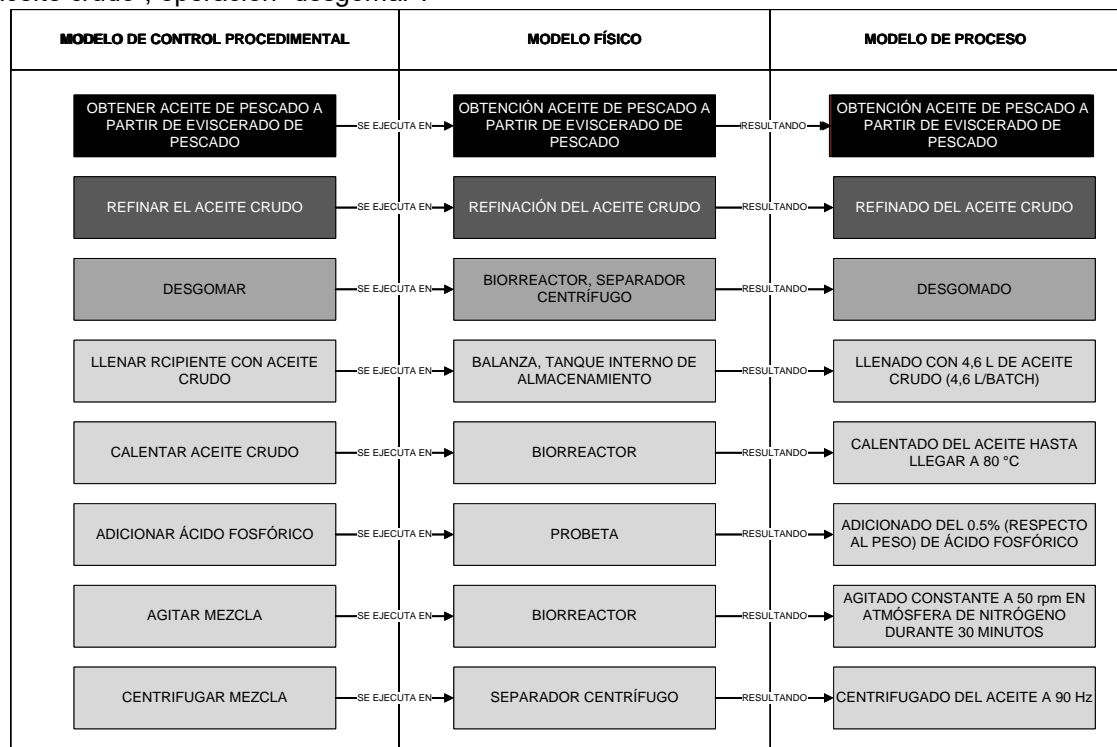 aceite crudo", operación "desgomar".
MODELO DE CONTROL PROCEDIMENTAL
MODELO FÍSICO
MODELO DE PROCESO
OBTENER ACEITE DE PESCADO A
PARTIR DE EVISCERADO DE
PESCADO
SE EJECUTA EN
OBTENCIÓN ACEITE DE PESCADO A
PARTIR DE EVISCERADO DE
PESCADO
RESULTANDO
OBTENCIÓN ACEITE DE PESCADO A
PARTIR DE EVISCERADO DE
PESCADO
REFINAR EL ACEITE CRUDO
SE EJECUTA EN
REFINACIÓN DEL ACEITE CRUDO
RESULTANDO
REFINADO DEL ACEITE CRUDO
DESGOMAR
SE EJECUTA EN
BIORREACTOR, SEPARADOR
CENTRÍFUGO
RESULTANDO
DESGOMADO
LLENAR RCIPIENTE CON ACEITE
CRUDO
SE EJECUTA EN
BALANZA, TANQUE INTERNO DE
ALMACENAMIENTO
RESULTANDO
LLENADO CON 4,6 L DE ACEITE
CRUDO (4,6 L/BATCH)
CALENTAR ACEITE CRUDO
SE EJECUTA EN
BIORREACTOR
RESULTANDO
CALENTADO DEL ACEITE HASTA
LLEGAR A 80 °C
ADICIONAR ÁCIDO FOSFÓRICO
SE EJECUTA EN
PROBETA
RESULTANDO
ADICIONADO DEL 0.5% (RESPECTO
AL PESO) DE ÁCIDO FOSFÓRICO
AGITAR MEZCLA
SE EJECUTA EN
BIORREACTOR
RESULTANDO
AGITADO CONSTANTE A 50 rpm EN
ATMÓSFERA DE NITRÓGENO
DURANTE 30 MINUTOS
CENTRIFUGAR MEZCLA
SE EJECUTA EN
SEPARADOR CENTRÍFUGO
RESULTANDO
CENTRIFUGADO DEL ACEITE A 90 Hz